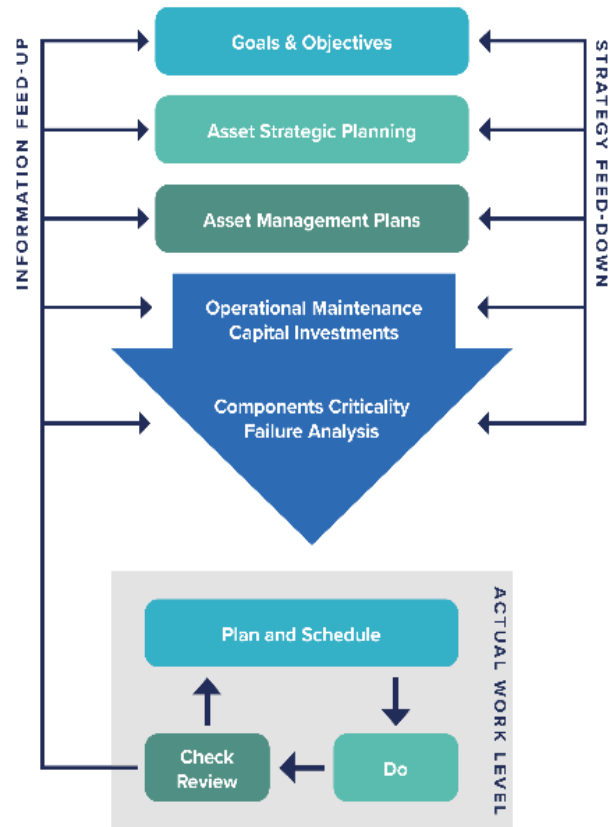 Goals & Objectives
Asset Strategic Planning
Asset Management Plans
Operational Maintenance
Capital Investments
Components Criticality
Failure Analysis
INFORMATION FEED-UP
STRATEGY FEED-DOWN
Plan and Schedule
Check
Review
Do
ACTUAL WORK LEVEL